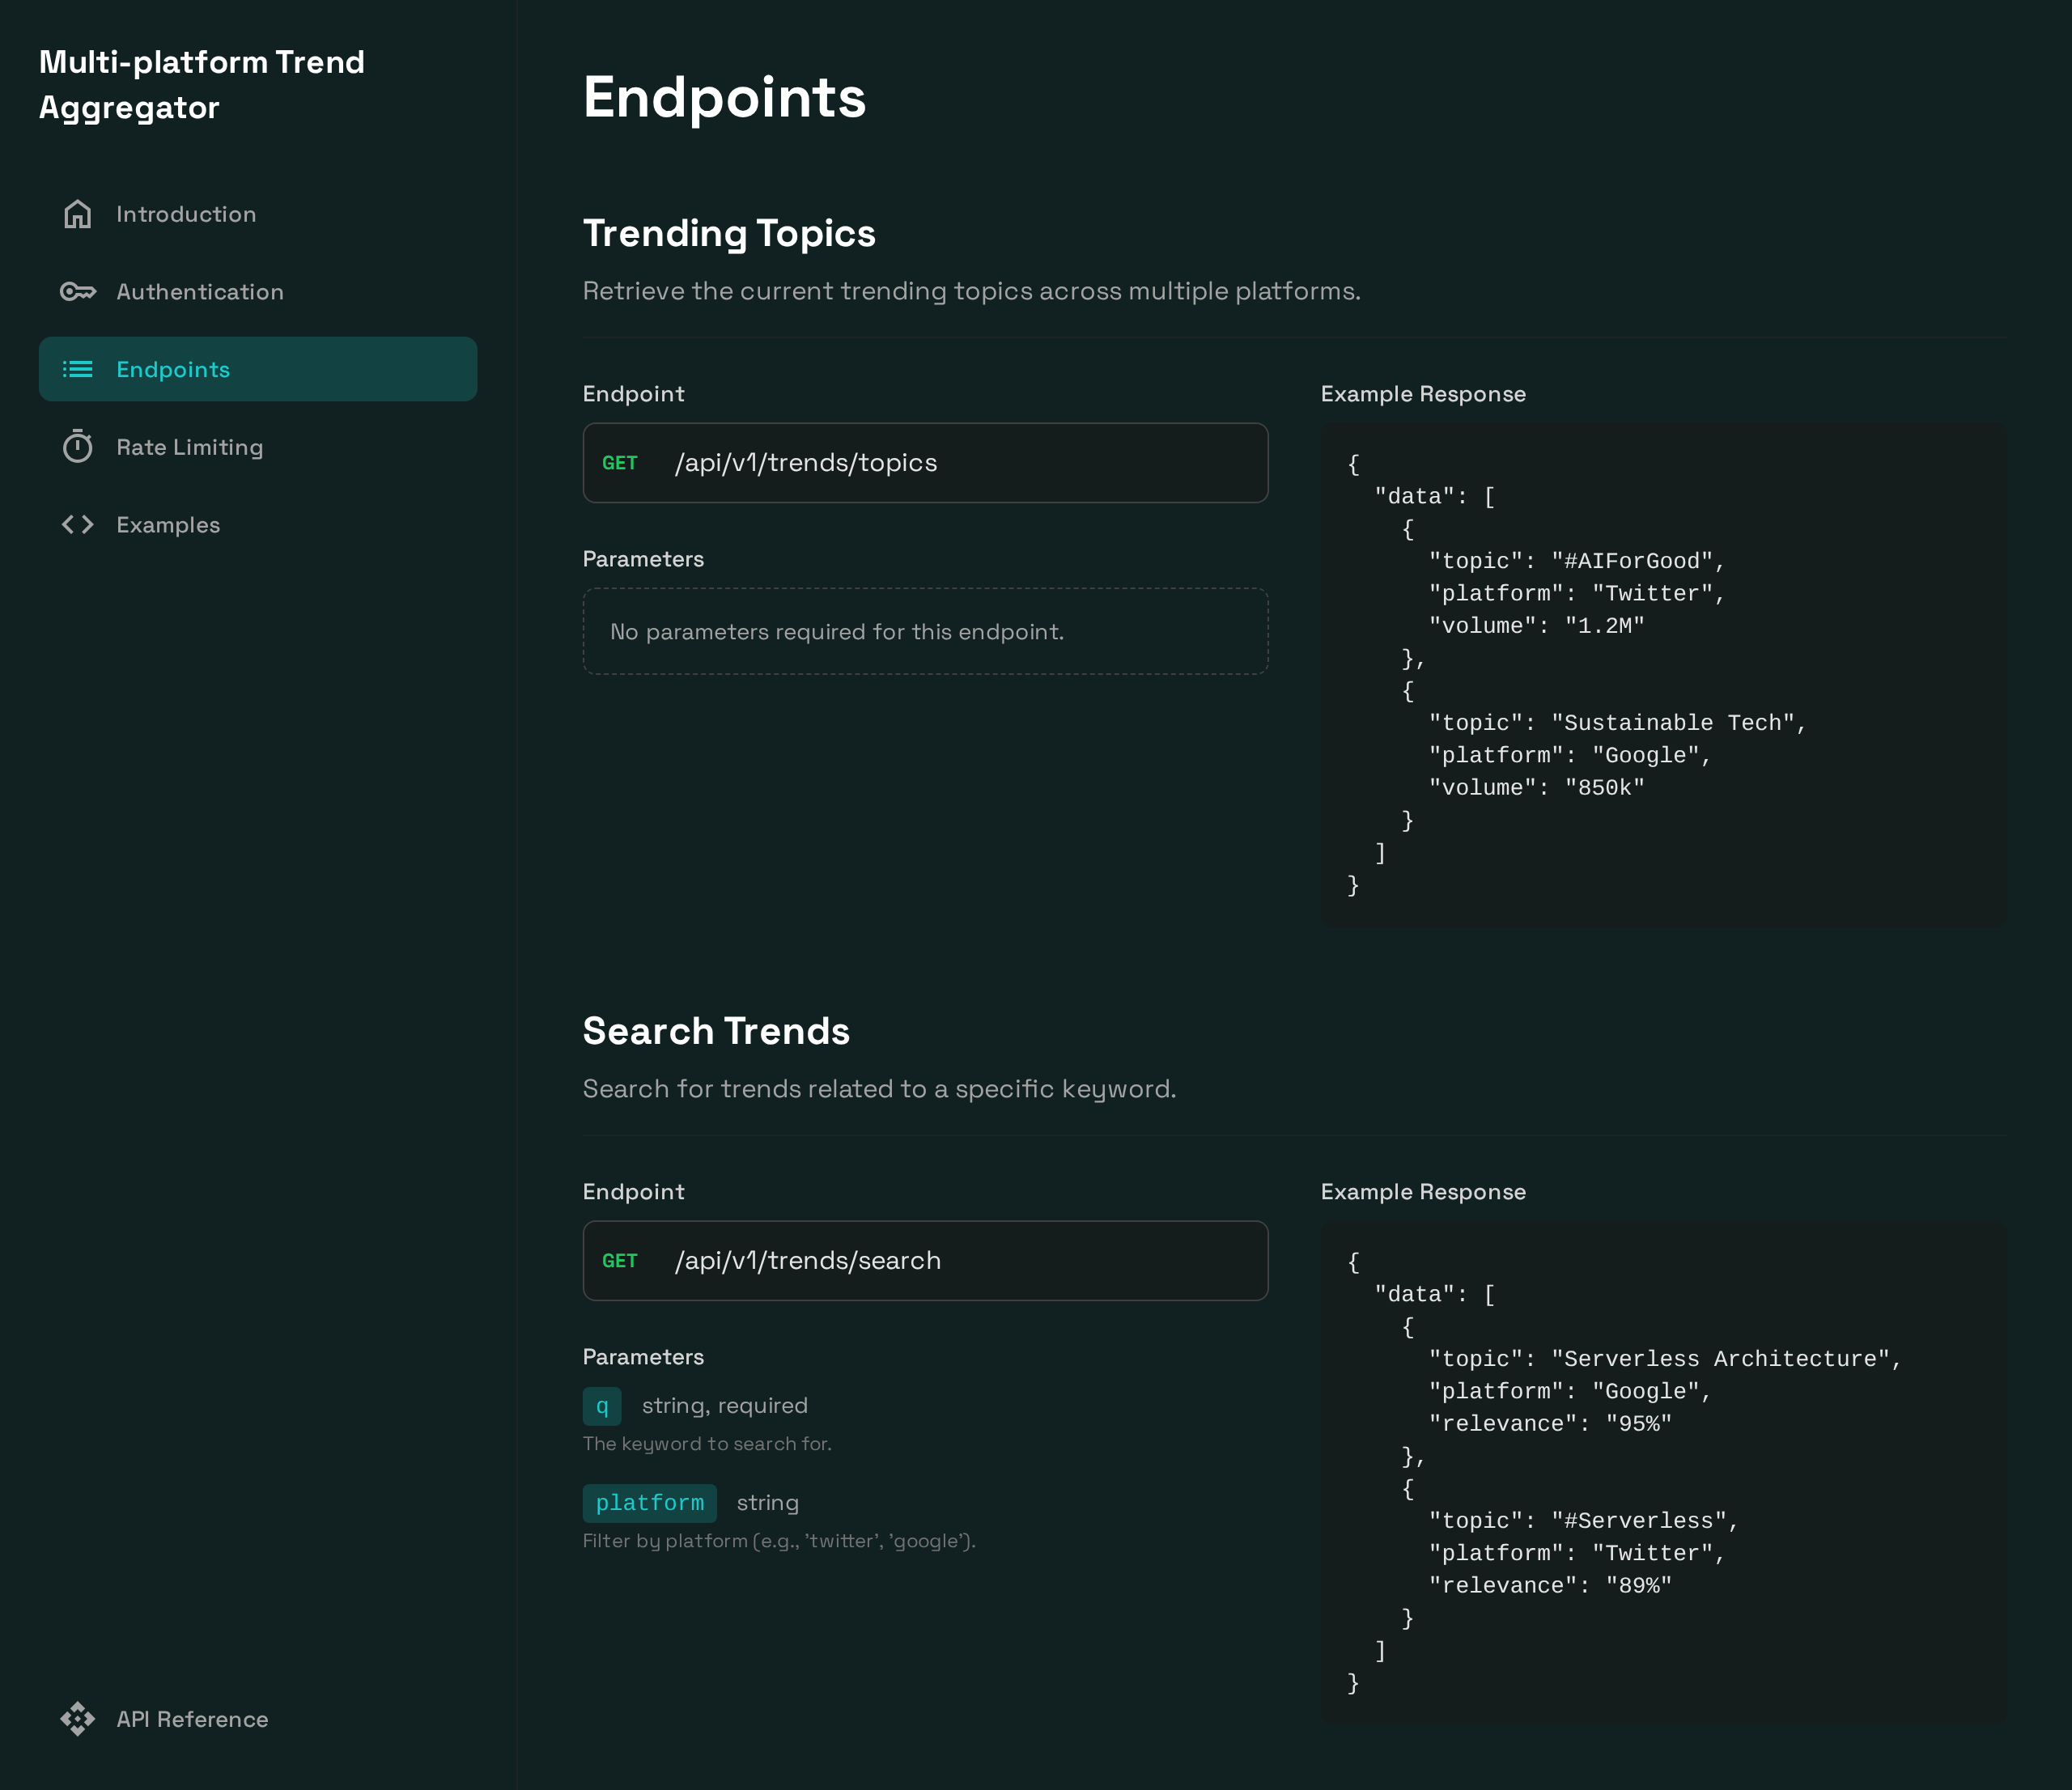 Multi-platform Trend
Aggregator
Introduction
Authentication
Endpoints
Rate Limiting
Examples
API Reference
Endpoints
Trending Topics
Retrieve the current trending topics across multiple platforms.
Endpoint
GET /api/v1/trends/topics
Parameters
No parameters required for this endpoint.
Example Response
{
  "data": [
    {
      "topic": "#AIForGood",
      "platform": "Twitter",
      "volume": "1.2M"
    },
    {
      "topic": "Sustainable Tech",
      "platform": "Google",
      "volume": "850k"
    }
  ]
}
Search Trends
Search for trends related to a specific keyword.
Endpoint
GET /api/v1/trends/search
Parameters
q string, required
The keyword to search for.
platform string
Filter by platform (e.g., 'twitter', 'google').
Example Response
{
  "data": [
    {
      "topic": "Serverless Architecture",
      "platform": "Google",
      "relevance": "95%"
    },
    {
      "topic": "#Serverless",
      "platform": "Twitter",
      "relevance": "89%"
    }
  ]
}